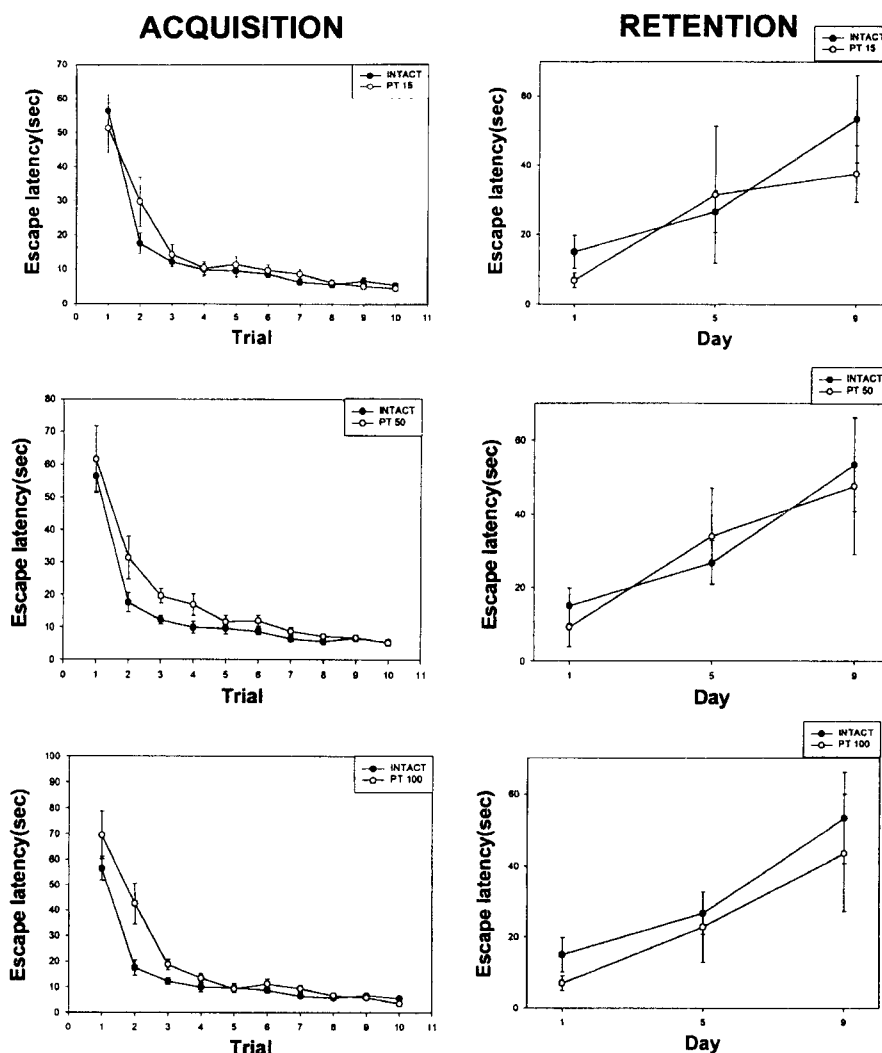 ACQUISITION
RETENTION
INTACT
PT 15
Escape latency(sec)
70
60
50
40
30
20
10
0
0 1 2 3 4 5 6 7 8 9 10 11
Trial
INTACT
PT 15
Escape latency(sec)
60
40
20
0
1 5 9
Day
INTACT
PT 50
Escape latency(sec)
80
70
60
50
40
30
20
10
0
0 1 2 3 4 5 6 7 8 9 10 11
Trial
INTACT
PT 50
Escape latency(sec)
60
40
20
0
1 5 9
Day
INTACT
PT 100
Escape latency(sec)
100
90
80
70
60
50
40
30
20
10
0
0 1 2 3 4 5 6 7 8 9 10 11
Trial
INTACT
PT 100
Escape latency(sec)
60
40
20
0
1 5 9
Day